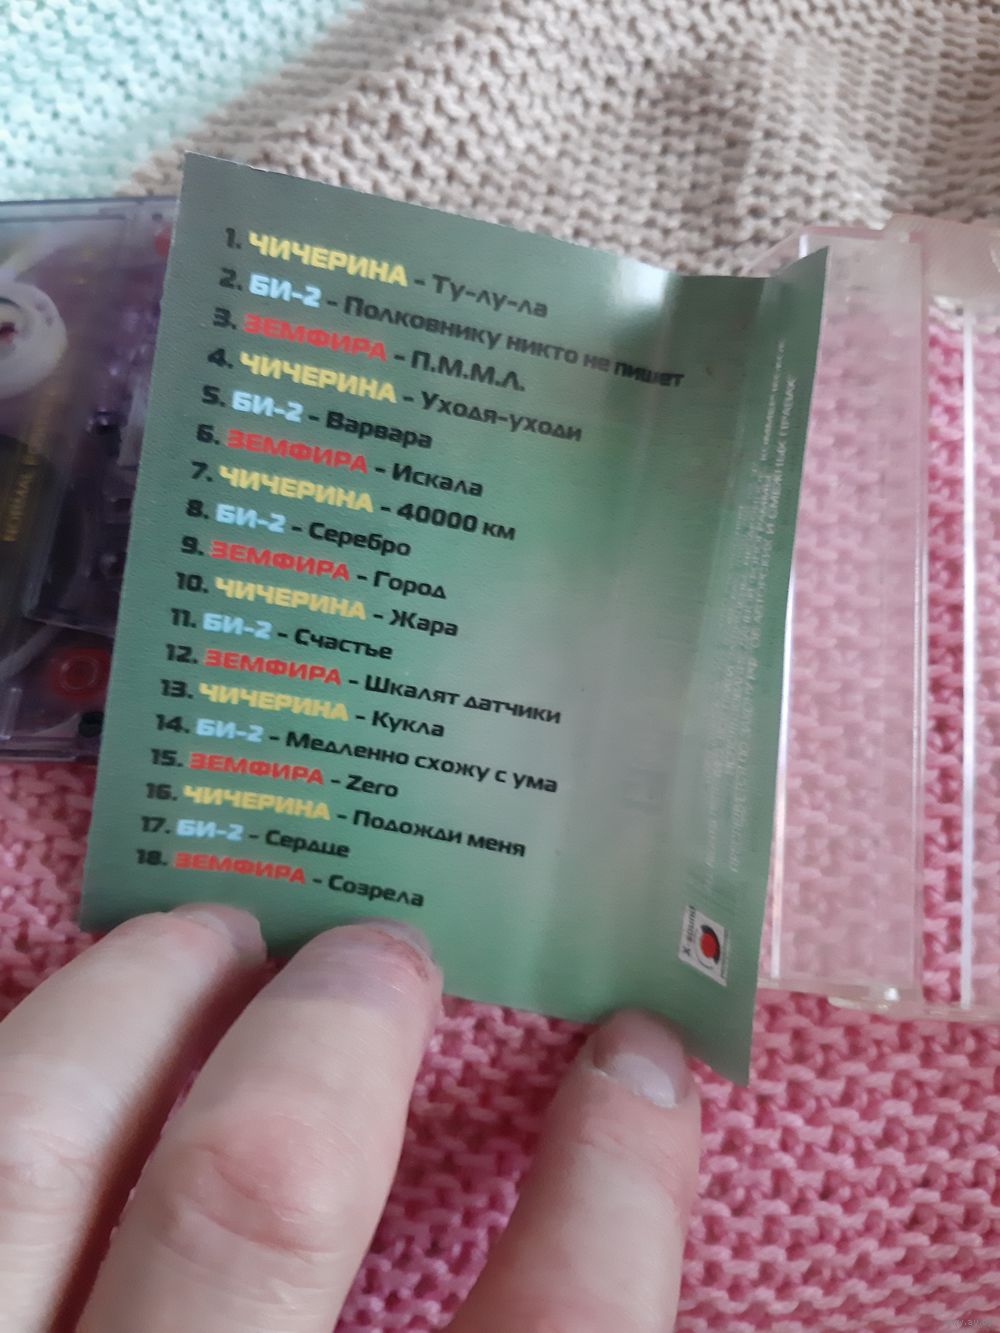 1. ЧИЧЕРИНА - Ту-лу-ла
2. БИ-2 - Полковнику никто не пишет
3. ЗЕМФИРА - П.М.М.Л.
4. ЧИЧЕРИНА - Уходя-уходи
5. БИ-2 - Варвара
6. ЗЕМФИРА - Искала
7. ЧИЧЕРИНА - 40000 км
8. БИ-2 - Серебро
9. ЗЕМФИРА - Город
10. ЧИЧЕРИНА - Жара
11. БИ-2 - Счастье
12. ЗЕМФИРА - Шкалят датчики
13. ЧИЧЕРИНА - Кукла
14. БИ-2 - Медленно схожу с ума
15. ЗЕМФИРА - Zero
16. ЧИЧЕРИНА - Подожди меня
17. БИ-2 - Сердце
18. ЗЕМФИРА - Созрела
X-sound
NORMAL